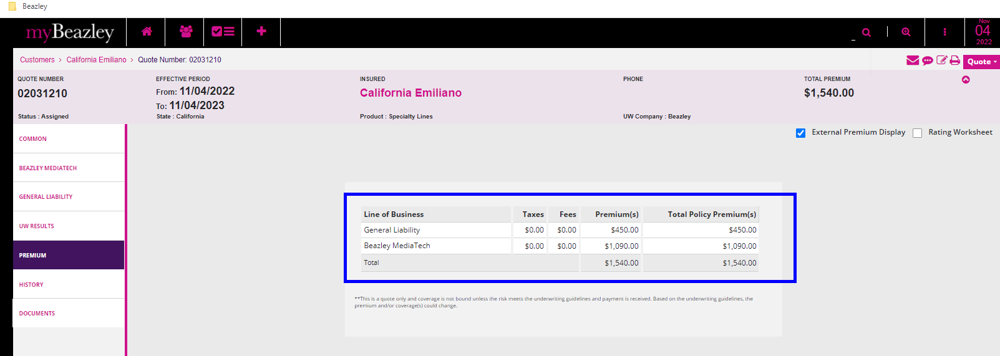 Beazley
myBeazley
Nov
04
2022
Customers > California Emiliano > Quote Number: 02031210
Quote
QUOTE NUMBER EFFECTIVE PERIOD INSURED PHONE TOTAL PREMIUM
02031210 From: 11/04/2022 California Emiliano $1,540.00
To: 11/04/2023
Status : Assigned State : California Product : Specialty Lines UW Company : Beazley
External Premium Display Rating Worksheet
COMMON
BEAZLEY MEDIATECH
GENERAL LIABILITY
UW RESULTS
PREMIUM
HISTORY
DOCUMENTS
Line of Business Taxes Fees Premium(s) Total Policy Premium(s)
General Liability $0.00 $0.00 $450.00 $450.00
Beazley MediaTech $0.00 $0.00 $1,090.00 $1,090.00
Total $1,540.00 $1,540.00
**This is a quote only and coverage is not bound unless the risk meets the underwriting guidelines and payment is received. Based on the underwriting guidelines, the
premium and/or coverage(s) could change.